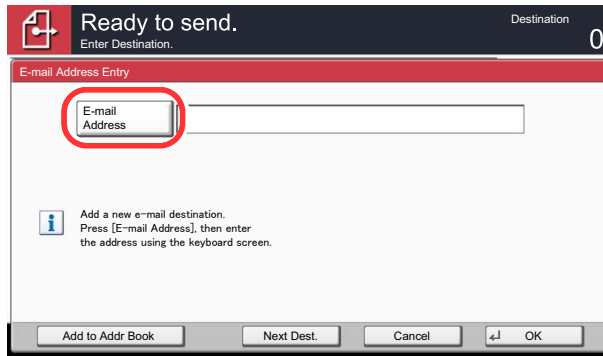 Ready to send.
Destination
Enter Destination.
0
E-mail Address Entry
E-mail
Address
Add a new e-mail destination.
Press [E-mail Address], then enter
the address using the keyboard screen.
Add to Addr Book
Next Dest.
Cancel
OK